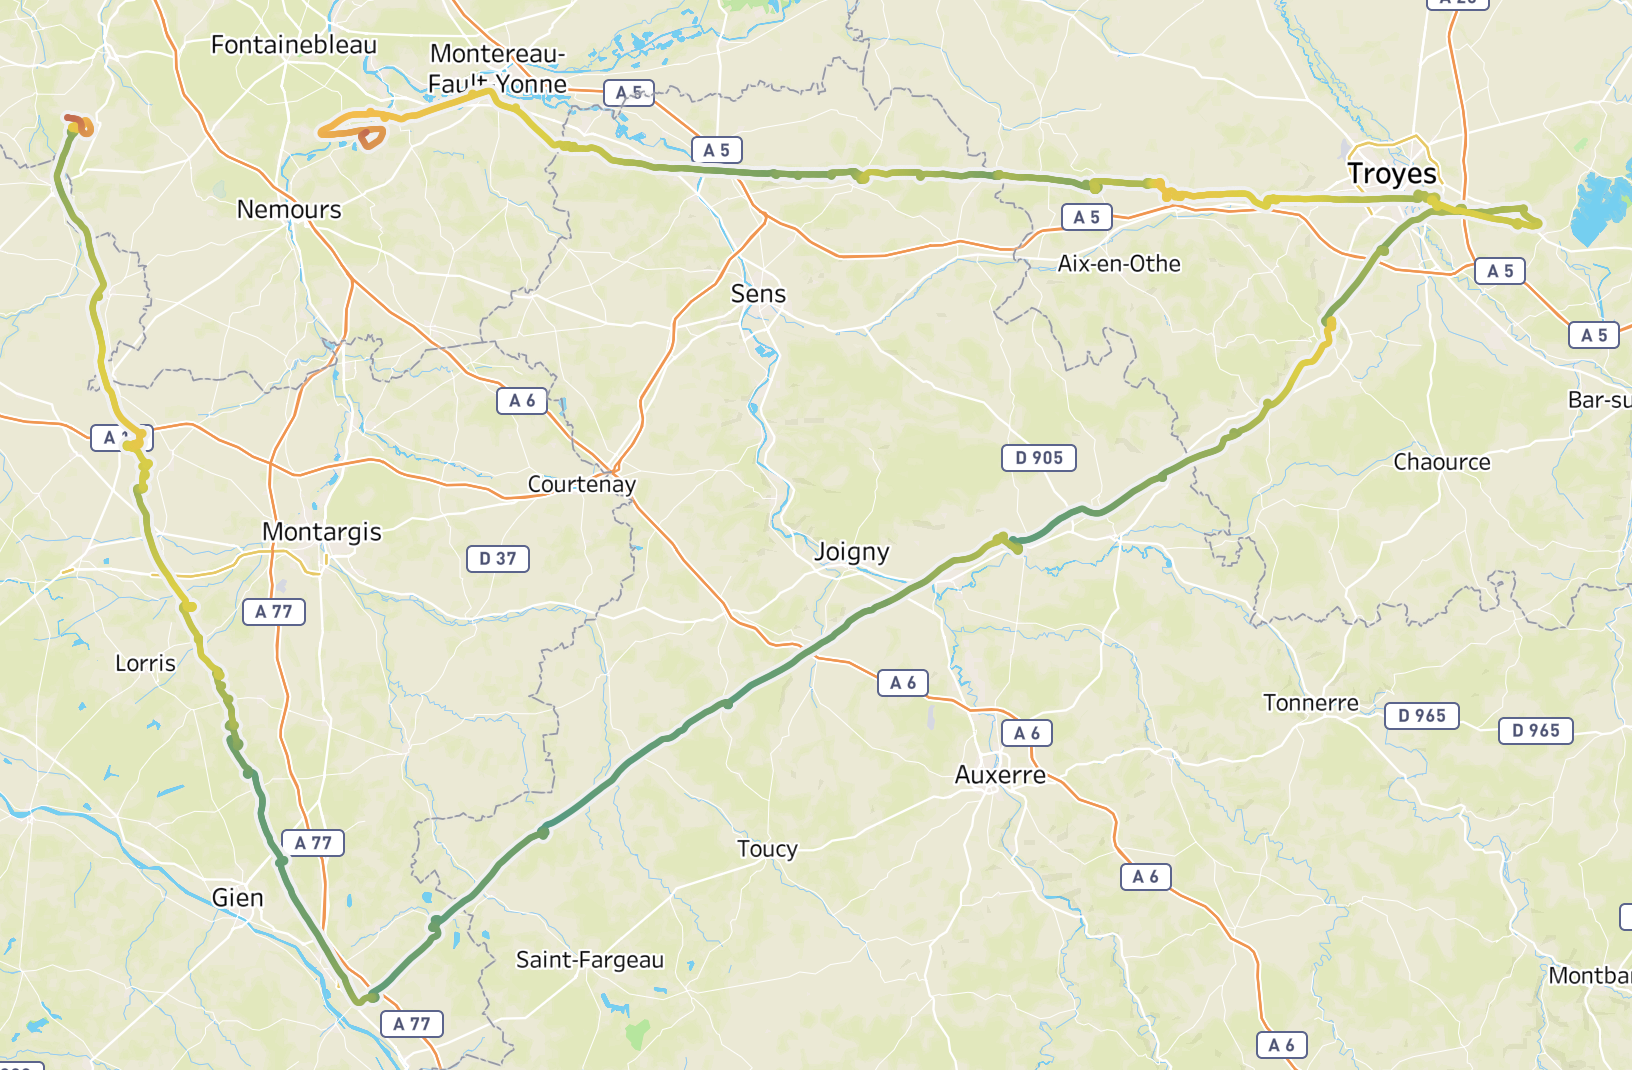 Fontainebleau
Montereau-
Fault-Yonne
A 5
A 5
Troyes
Nemours
A 5
Aix-en-Othe
A 5
Sens
A 5
A 6
Bar-su
D 905
Chaource
Courtenay
Montargis
Joigny
D 37
A 77
Lorris
A 6
Tonnerre
D 965
D 965
A 6
Auxerre
A 77
Toucy
A 6
Gien
Saint-Fargeau
Montba
A 77
A 6